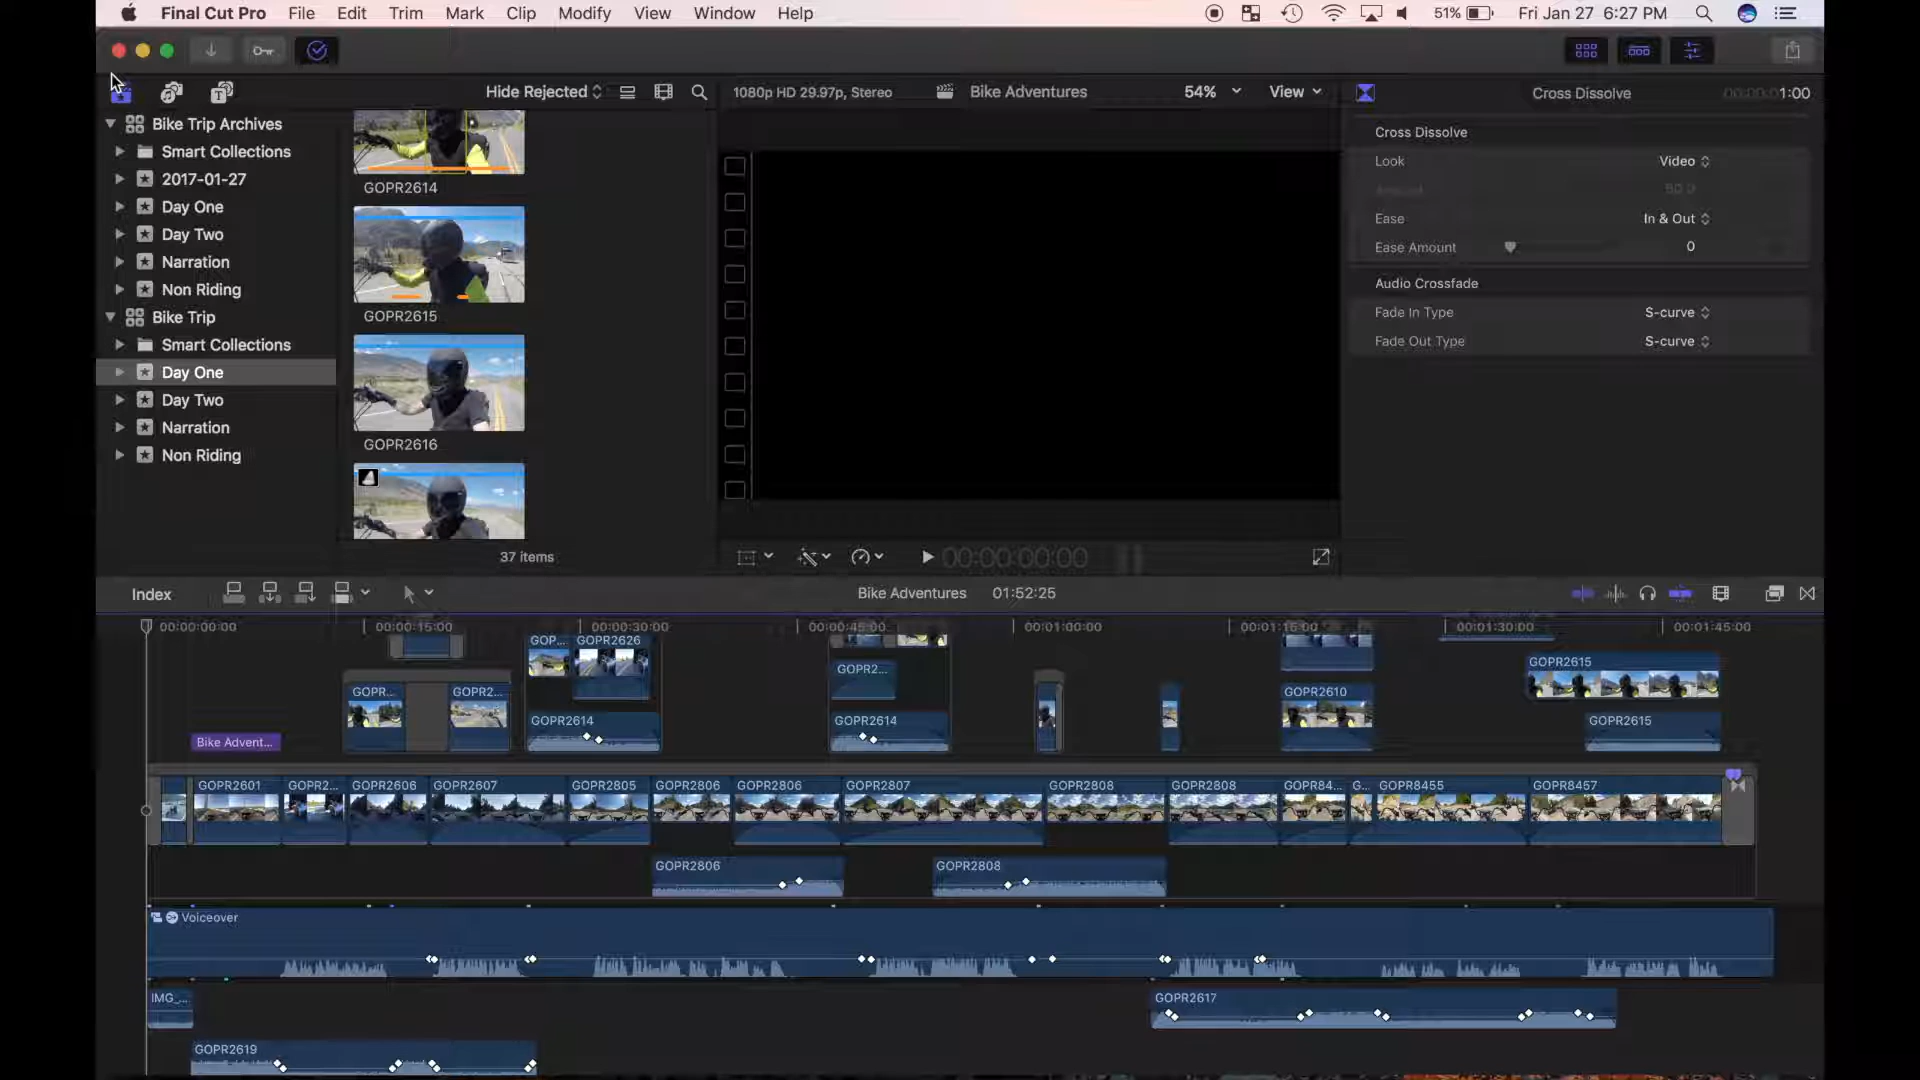 Final Cut Pro File Edit Trim Mark Clip Modify View Window Help 51% Fri Jan 27 6:27 PM
Hide Rejected 1080p HD 29.97p, Stereo Bike Adventures 54% View Cross Dissolve 1:00
Bike Trip Archives
Smart Collections
2017-01-27
Day One
Day Two
Narration
Non Riding
Bike Trip
Smart Collections
Day One
Day Two
Narration
Non Riding
GOPR2614
GOPR2615
GOPR2616
37 items
00:00:00:00
Cross Dissolve
Look Video
Amount 50.0
Ease In & Out
Ease Amount 0
Audio Crossfade
Fade In Type S-curve
Fade Out Type S-curve
Index Bike Adventures 01:52:25
00:00:00:00 00:00:15:00 00:00:30:00 00:00:45:00 00:01:00:00 00:01:15:00 00:01:30:00 00:01:45:00
GOP... GOPR2626
GOPR2... GOPR2615
GOPR... GOPR2... GOPR2610
GOPR2614 GOPR2614 GOPR2615
Bike Advent...
GOPR2601 GOPR2... GOPR2606 GOPR2607 GOPR2805 GOPR2806 GOPR2806 GOPR2807 GOPR2808 GOPR2808 GOPR84... G... GOPR8455 GOPR8457
GOPR2806 GOPR2808
Voiceover
IMG_... GOPR2617
GOPR2619